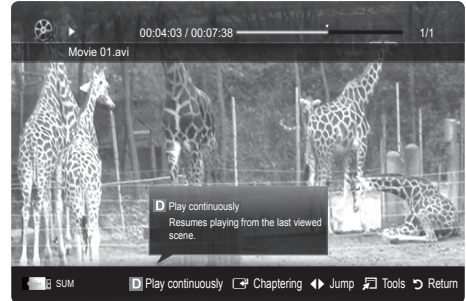 00:04:03 / 00:07:38 1/1
Movie 01.avi
D Play continuously
Resumes playing from the last viewed
scene.
SUM D Play continuously Chaptering Jump Tools Return